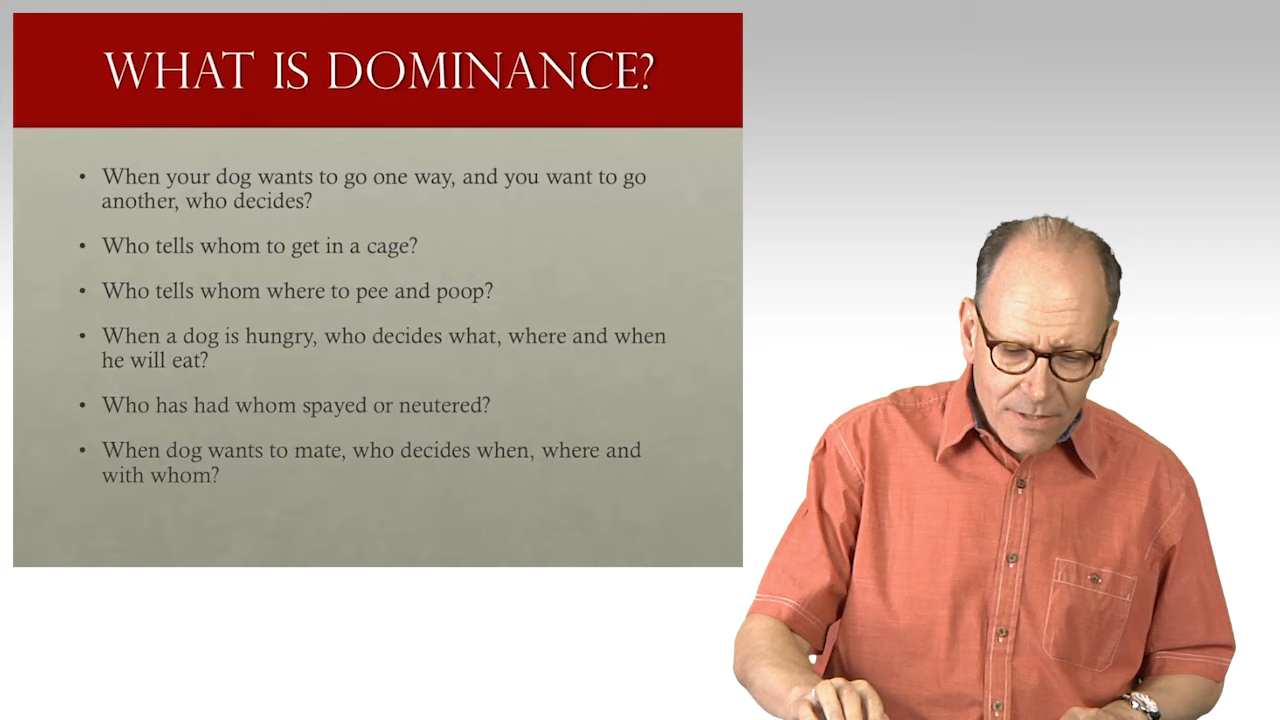 WHAT IS DOMINANCE?
• When your dog wants to go one way, and you want to go
another, who decides?
• Who tells whom to get in a cage?
• Who tells whom where to pee and poop?
• When a dog is hungry, who decides what, where and when
he will eat?
• Who has had whom spayed or neutered?
• When dog wants to mate, who decides when, where and
with whom?